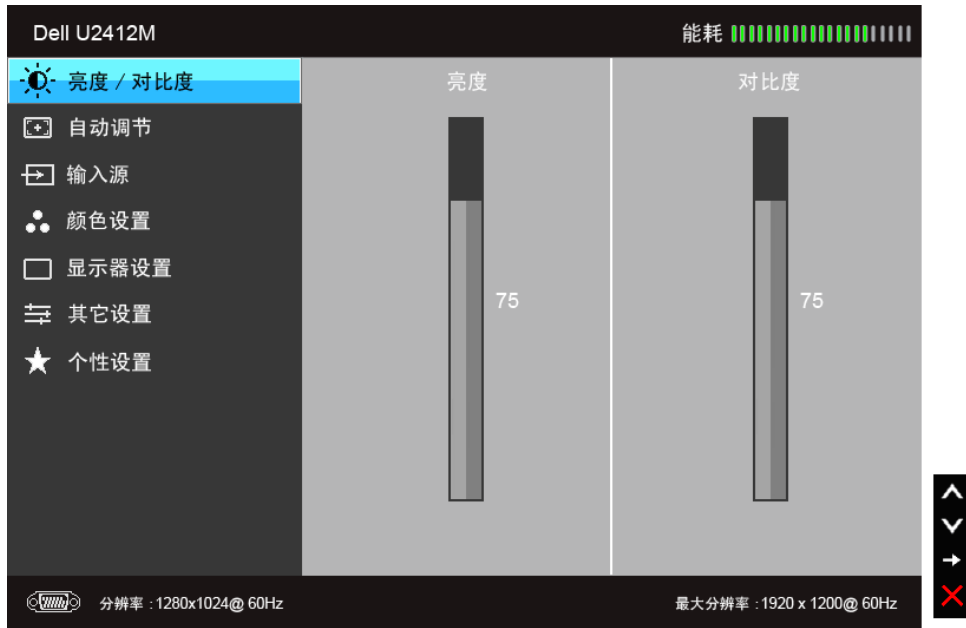 Dell U2412M
能耗
亮度 / 对比度
自动调节
输入源
颜色设置
显示器设置
其它设置
个性设置
亮度
75
对比度
75
分辨率 : 1280x1024@ 60Hz
最大分辨率 : 1920 x 1200@ 60Hz